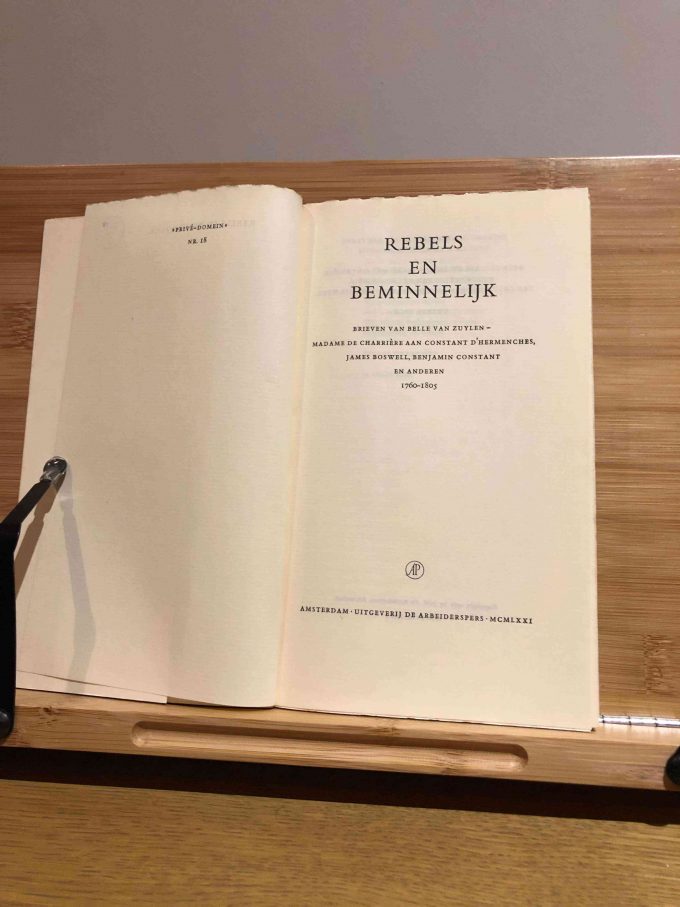 »PRIVÉ-DOMEIN«
NR. 18
REBELS
EN
BEMINNELIJK
BRIEVEN VAN BELLE VAN ZUYLEN –
MADAME DE CHARRIÈRE AAN CONSTANT D'HERMENCHES,
JAMES BOSWELL, BENJAMIN CONSTANT
EN ANDEREN
1760-1805
AP
AMSTERDAM · UITGEVERIJ DE ARBEIDERSPERS · MCMLXXI